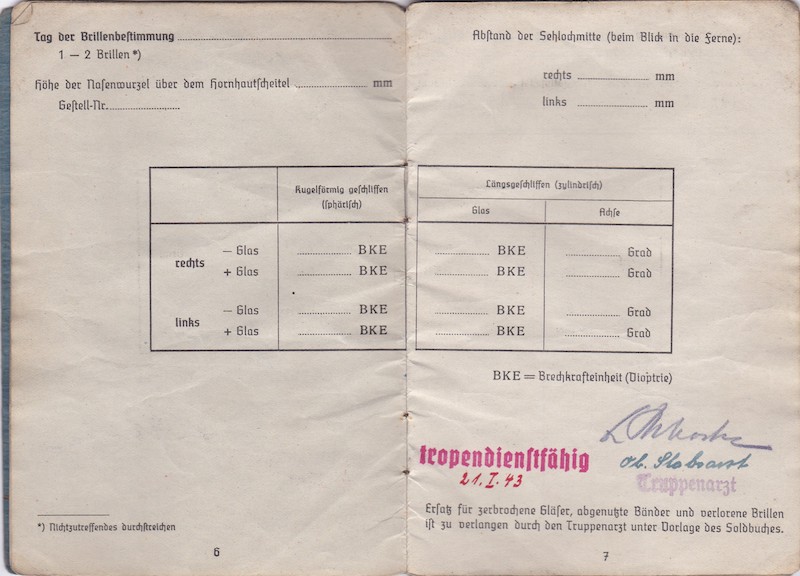 Tag der Brillenbestimmung
1 — 2 Brillen *)
Höhe der Nasenwurzel über dem Hornhautscheitel mm
Gestell-Nr.
Kugelförmig geschliffen
(sphärisch)
rechts
— Glas BKE
+ Glas BKE
links
— Glas BKE
+ Glas BKE
*) Nichtzutreffendes durchstreichen
6
Abstand der Sehlochmitte (beim Blick in die Ferne):
rechts mm
links mm
Längsgeschliffen (zylindrisch)
Glas Achse
BKE Grad
BKE Grad
BKE Grad
BKE Grad
BKE = Brechkrafteinheit (Dioptrie)
tropendienstfähig
21. I. 43
Ob. Stabsarzt
Truppenarzt
Ersatz für zerbrochene Gläser, abgenutzte Bänder und verlorene Brillen
ist zu verlangen durch den Truppenarzt unter Vorlage des Soldbuches.
7